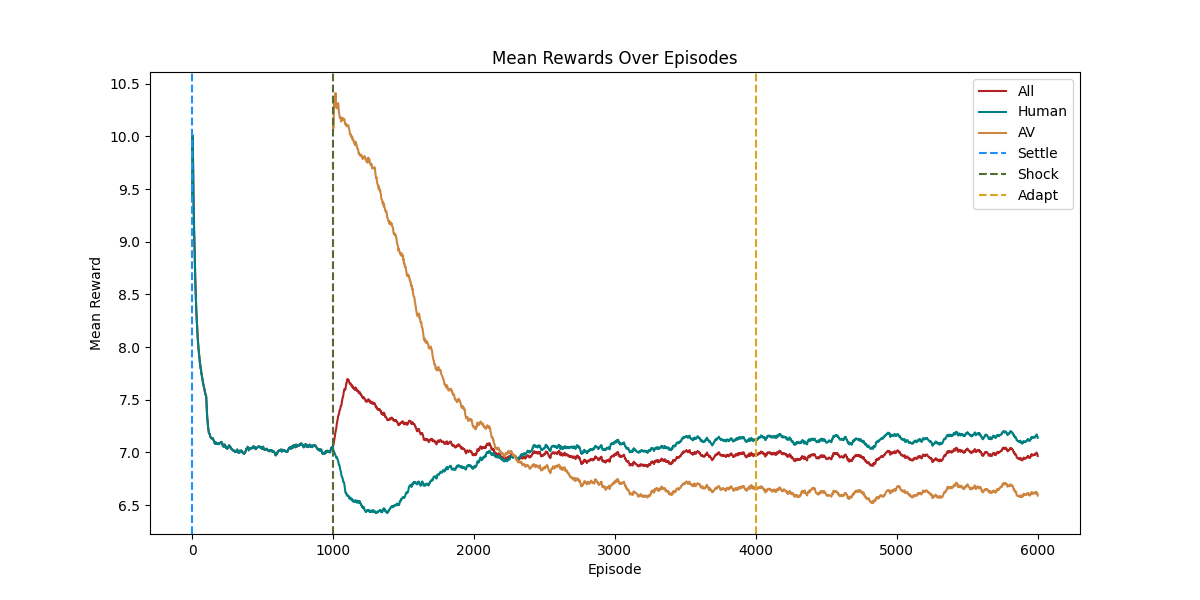 Mean Rewards Over Episodes
Mean Reward
10.5
10.0
9.5
9.0
8.5
8.0
7.5
7.0
6.5
All
Human
AV
Settle
Shock
Adapt
0 1000 2000 3000 4000 5000 6000
Episode